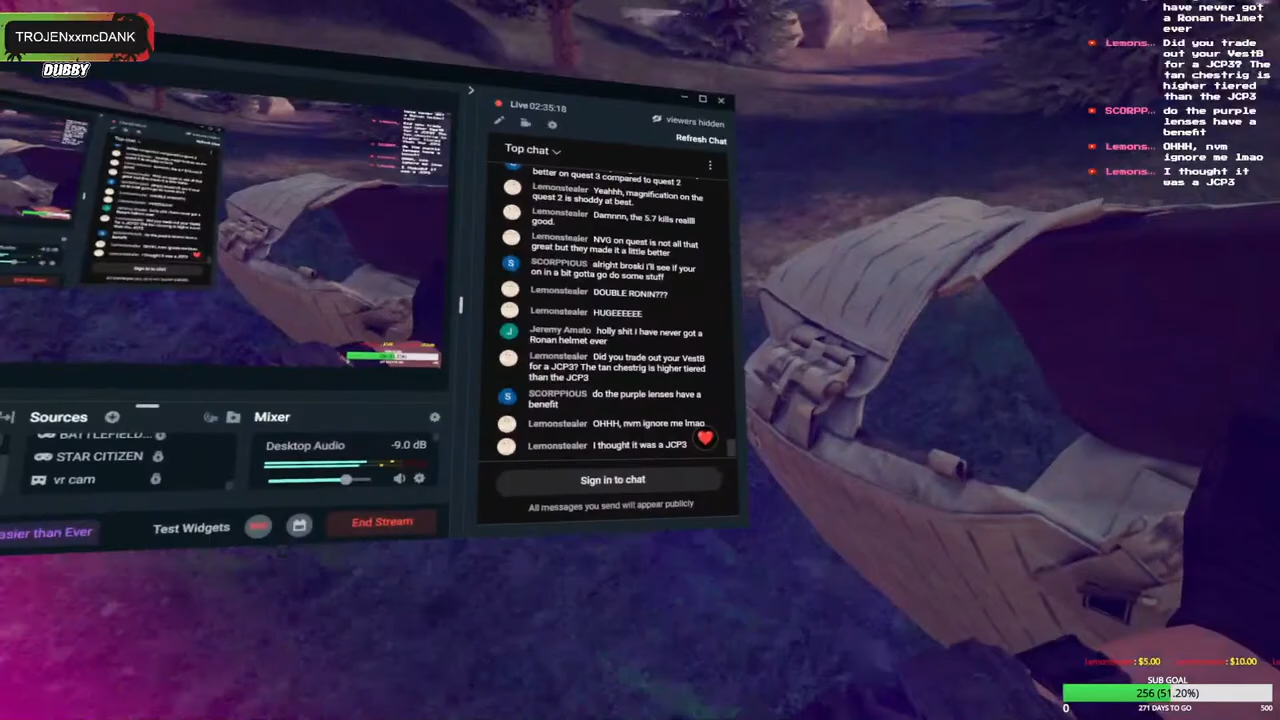 TROJENxxmcDANK
DUBBY
have never got
a Ronan helmet
ever
Lemons... Did you trade
out your VestB
for a JCP3? The
tan chestrig is
higher tiered
than the JCP3
SCORPP... do the purple
lenses have a
benefit
Lemons... OHHH, nvm
ignore me lmao
Lemons... I thought it
was a JCP3
Live 02:35:18
viewers hidden
Refresh Chat
Top chat
better on quest 3 compared to quest 2
Lemonstealer Yeahhh, magnification on the
quest 2 is shoddy at best.
Lemonstealer Damnnn, the 5.7 kills reallll
good.
Lemonstealer NVG on quest is not all that
great but they made it a little better
SCORPPIOUS alright broski i'll see if your
on in a bit gotta go do some stuff
Lemonstealer DOUBLE RONIN???
Lemonstealer HUGEEEEEE
Jeremy Amato holly shit I have never got a
Ronan helmet ever
Lemonstealer Did you trade out your VestB
for a JCP3? The tan chestrig is higher tiered
than the JCP3
SCORPPIOUS do the purple lenses have a
benefit
Lemonstealer OHHH, nvm ignore me lmao
Lemonstealer I thought it was a JCP3
Sign in to chat
All messages you send will appear publicly
Sources
Mixer
BATTLEFIELD...
STAR CITIZEN
vr cam
Desktop Audio -9.0 dB
asier than Ever
Test Widgets
End Stream
$5.00 $10.00
SUB GOAL
256 (51.20%)
0 271 DAYS TO GO 500